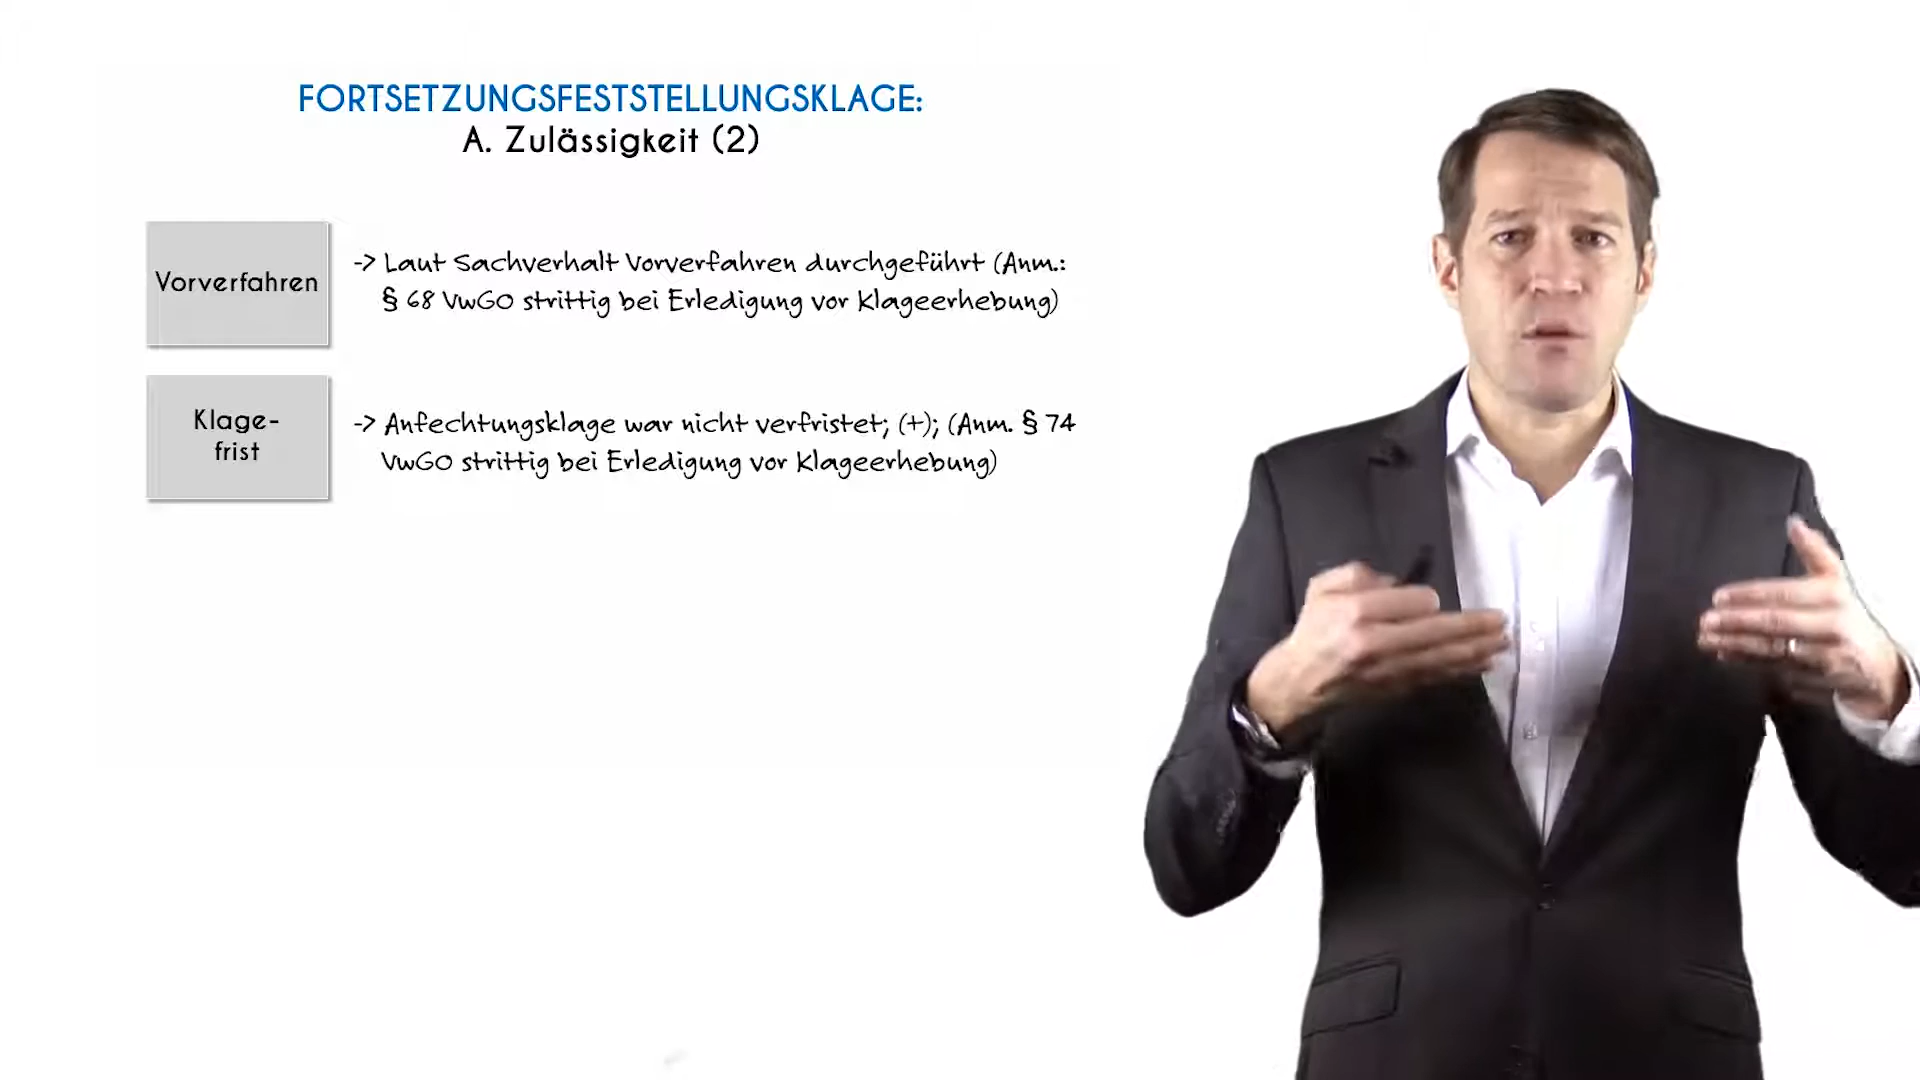 FORTSETZUNGSFESTSTELLUNGSKLAGE:
A. Zulässigkeit (2)
Vorverfahren
-> Laut Sachverhalt Vorverfahren durchgeführt (Anm.:
§ 68 VwGO strittig bei Erledigung vor Klageerhebung)
Klage-
frist
-> Anfechtungsklage war nicht verfristet; (+); (Anm. § 74
VwGO strittig bei Erledigung vor Klageerhebung)